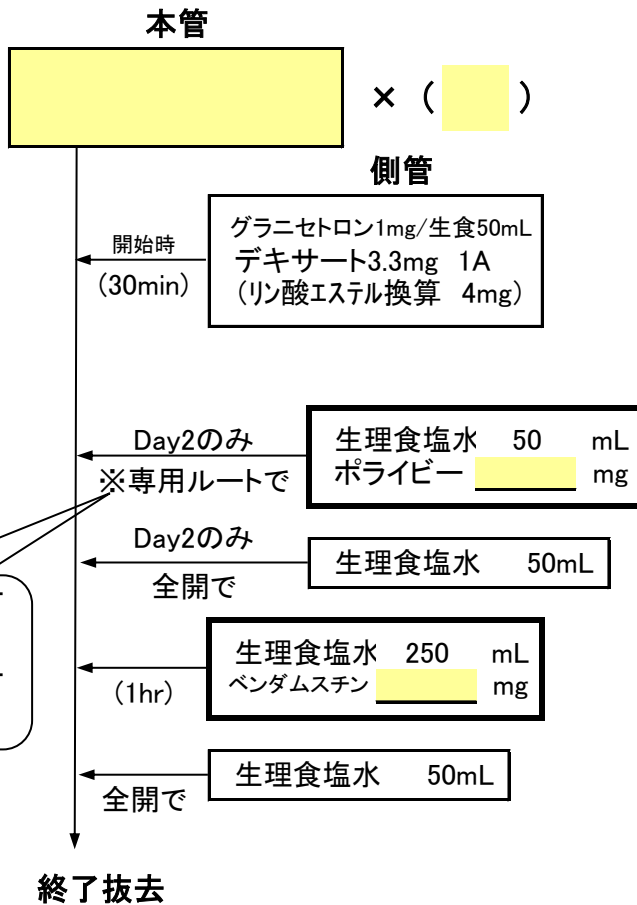 本管
× ( )
側管
グラニセトロン1mg/生食50mL
デキサート3.3mg 1A
(リン酸エステル換算 4mg)
開始時
(30min)
Day2のみ
※専用ルートで
生理食塩水 50 mL
ポライビー mg
Day2のみ
全開で
生理食塩水 50mL
生理食塩水 250 mL
ベンダムスチン mg
(1hr)
生理食塩水 50mL
全開で
終了抜去